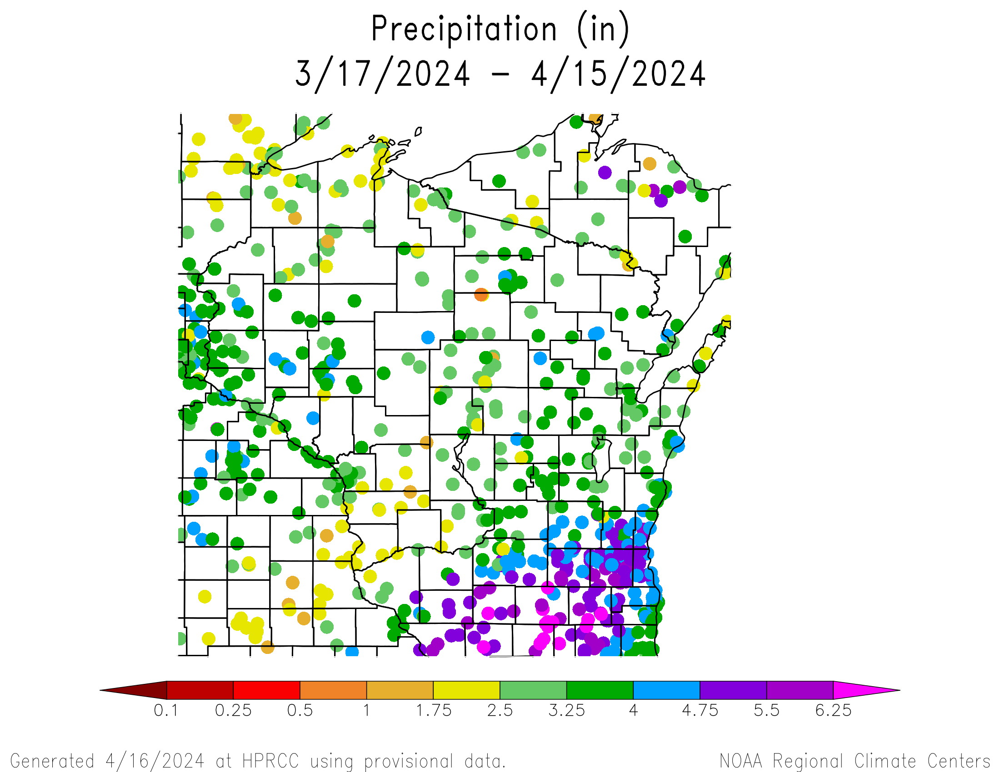 Precipitation (in)
3/17/2024 – 4/15/2024
0.1 0.25 0.5 1 1.75 2.5 3.25 4 4.75 5.5 6.25
Generated 4/16/2024 at HPRCC using provisional data.
NOAA Regional Climate Centers